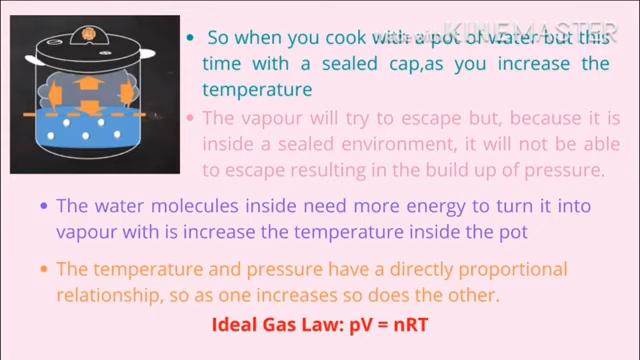 KINEMASTER
So when you cook with a pot of water but this
time with a sealed cap,as you increase the
temperature
The vapour will try to escape but, because it is
inside a sealed environment, it will not be able
to escape resulting in the build up of pressure.
The water molecules inside need more energy to turn it into
vapour with is increase the temperature inside the pot
The temperature and pressure have a directly proportional
relationship, so as one increases so does the other.
Ideal Gas Law: pV = nRT